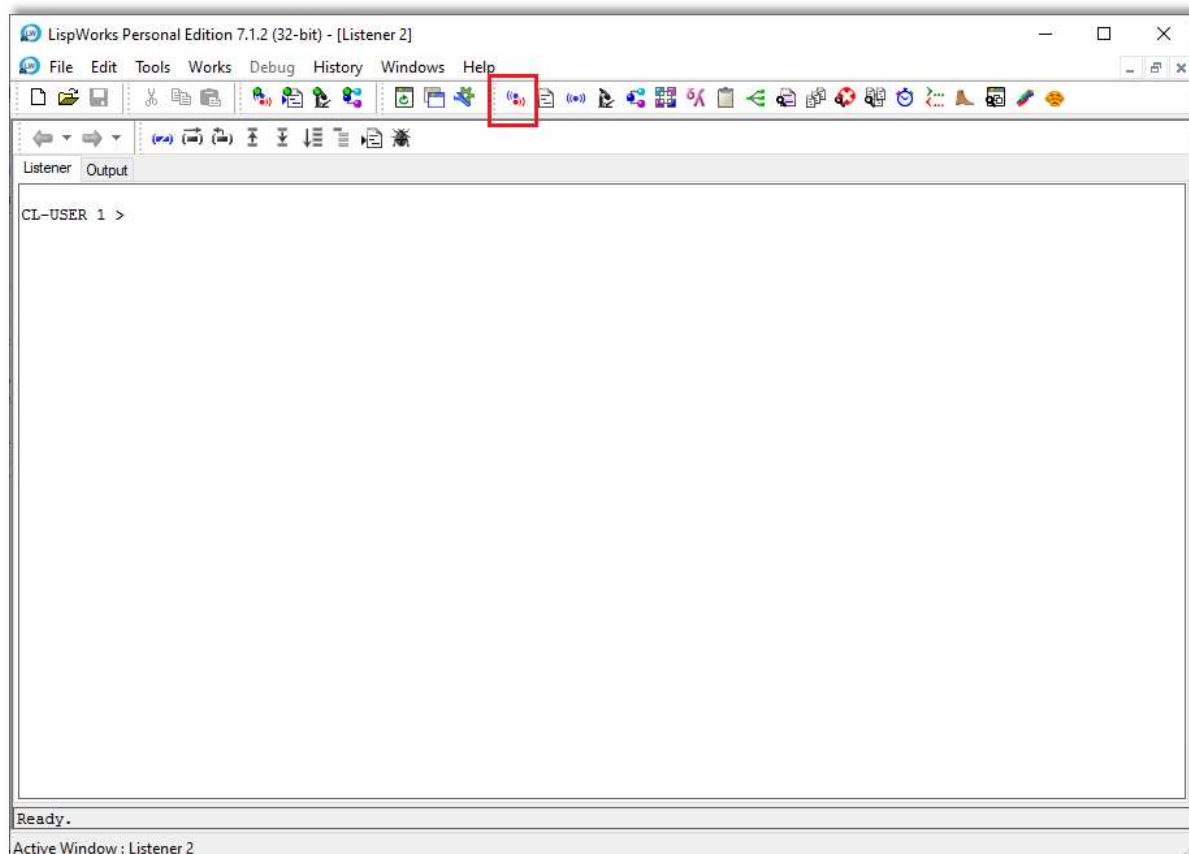 LispWorks Personal Edition 7.1.2 (32-bit) - [Listener 2]
File Edit Tools Works Debug History Windows Help
Listener Output
CL-USER 1 >
Ready.
Active Window : Listener 2